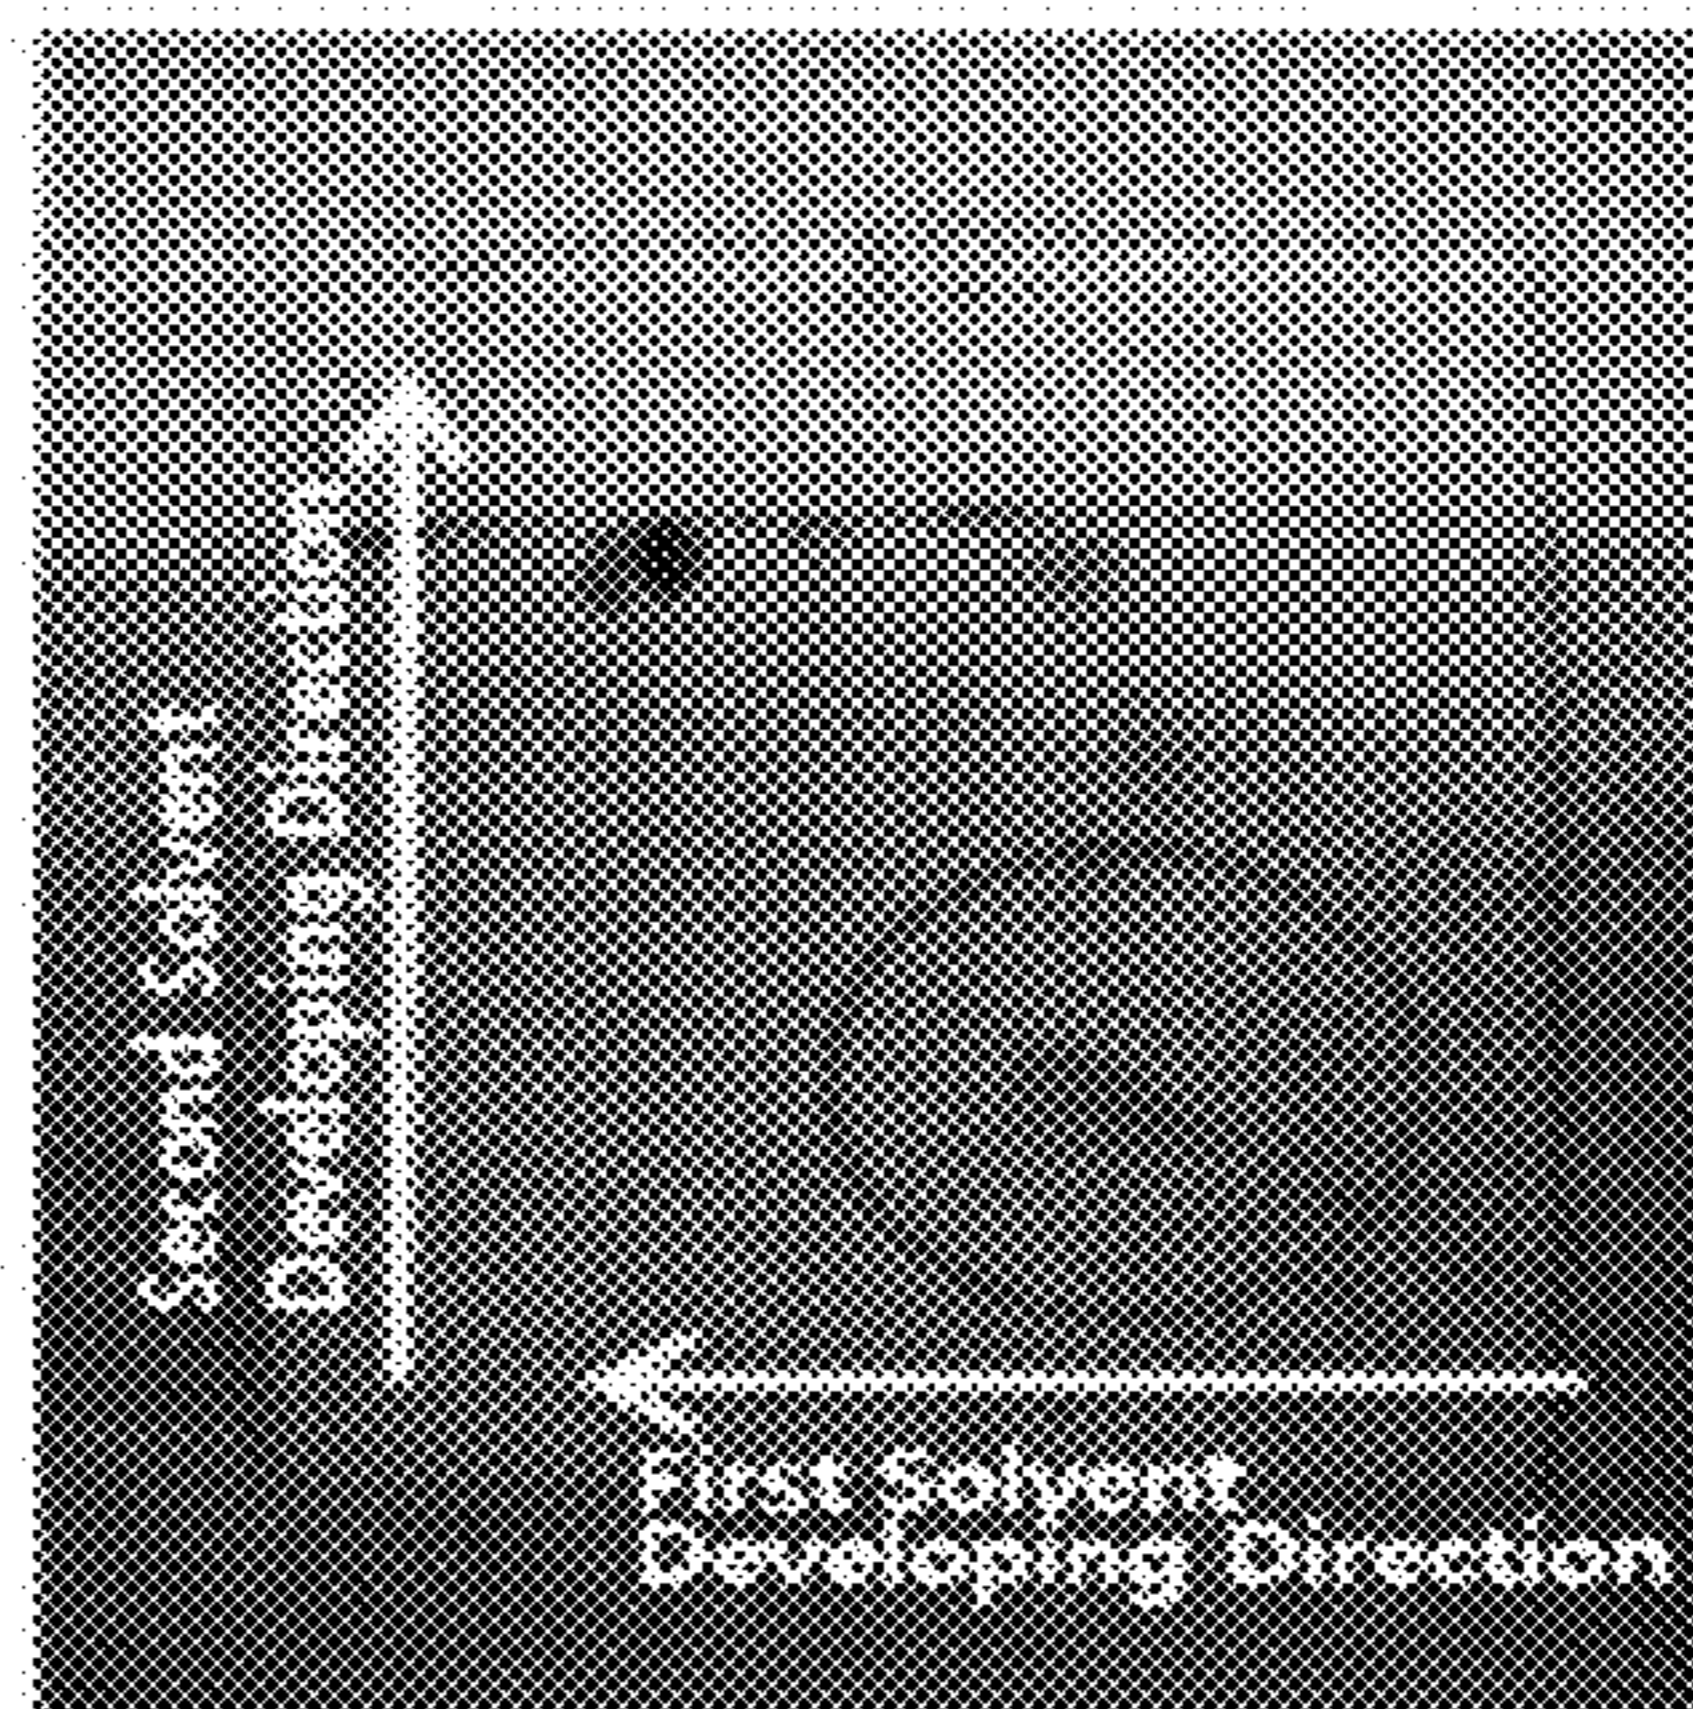 Second Solvent
Developing Direction
First Solvent
Developing Direction